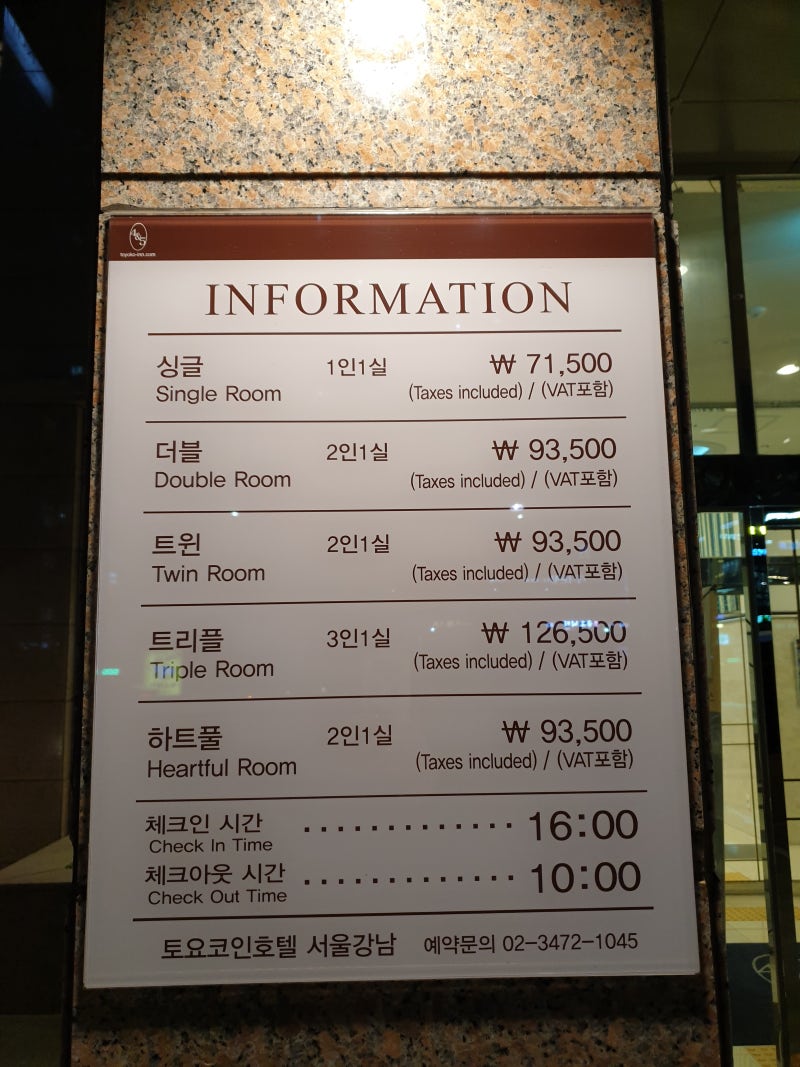 toyoko-inn.com
INFORMATION
싱글 1인1실 ₩ 71,500
Single Room (Taxes included) / (VAT포함)
더블 2인1실 ₩ 93,500
Double Room (Taxes included) / (VAT포함)
트윈 2인1실 ₩ 93,500
Twin Room (Taxes included) / (VAT포함)
트리플 3인1실 ₩ 126,500
Triple Room (Taxes included) / (VAT포함)
하트풀 2인1실 ₩ 93,500
Heartful Room (Taxes included) / (VAT포함)
체크인 시간 ............. 16:00
Check In Time
체크아웃 시간 ............. 10:00
Check Out Time
토요코인호텔 서울강남 예약문의 02-3472-1045